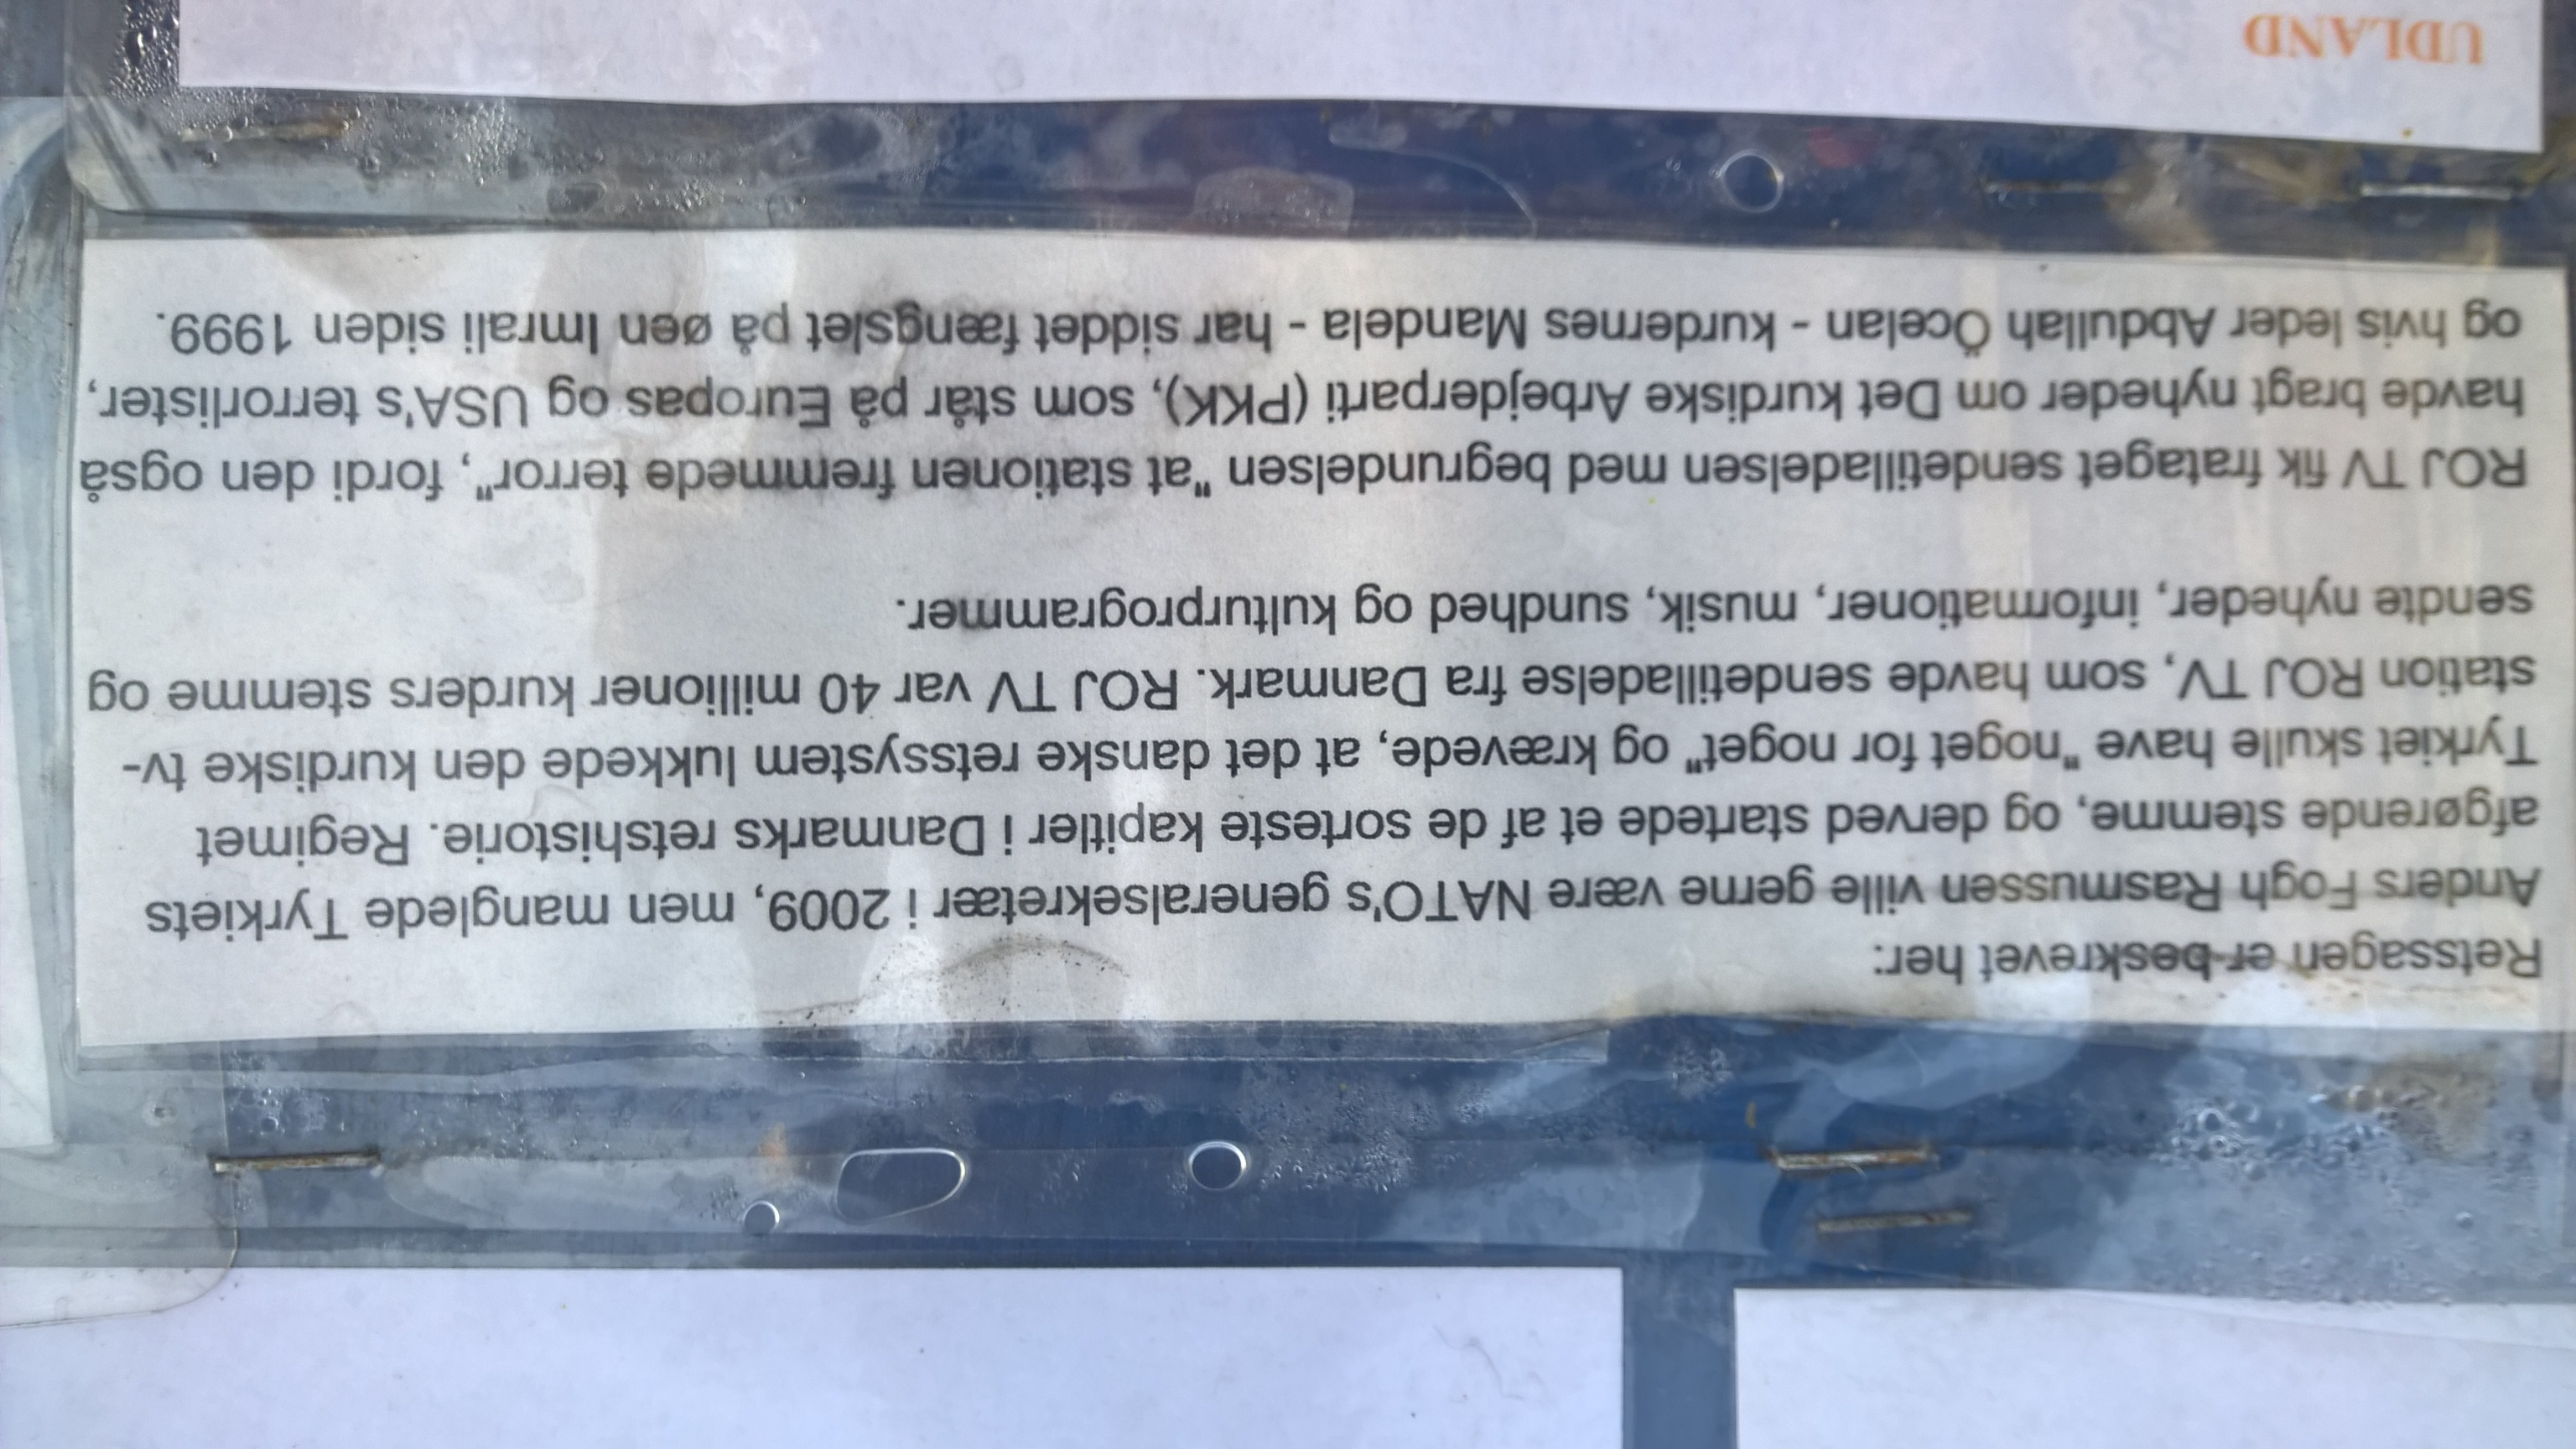 Retssagen er beskrevet her:
Anders Fogh Rasmussen ville gerne være NATO's generalsekretær i 2009, men manglede Tyrkiets
afgørende stemme, og derved startede et af de sorteste kapitler i Danmarks retshistorie. Regimet
Tyrkiet skulle have "noget for noget" og krævede, at det danske retssystem lukkede den kurdiske tv-
station ROJ TV, som havde sendetilladelse fra Danmark. ROJ TV var 40 millioner kurders stemme og
sendte nyheder, informationer, musik, sundhed og kulturprogrammer.
ROJ TV fik frataget sendetilladelsen med begrundelsen "at stationen fremmede terror", fordi den også
havde bragt nyheder om Det kurdiske Arbejderparti (PKK), som står på Europas og USA's terrorlister,
og hvis leder Abdullah Öcelan - kurdernes Mandela - har siddet fængslet på øen Imrali siden 1999.
UDLAND